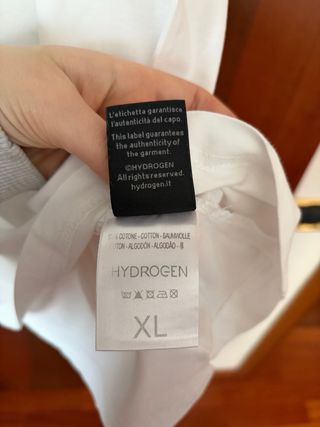 L'etichetta garantisce
l'autenticità del capo.
This label guarantees
the authenticity of
the garment.
©HYDROGEN
All rights reserved.
hydrogen.it
COTONE - COTTON - BAUMWOLLE
ALGODÓN - ALGODÃO
HYDROGEN
XL